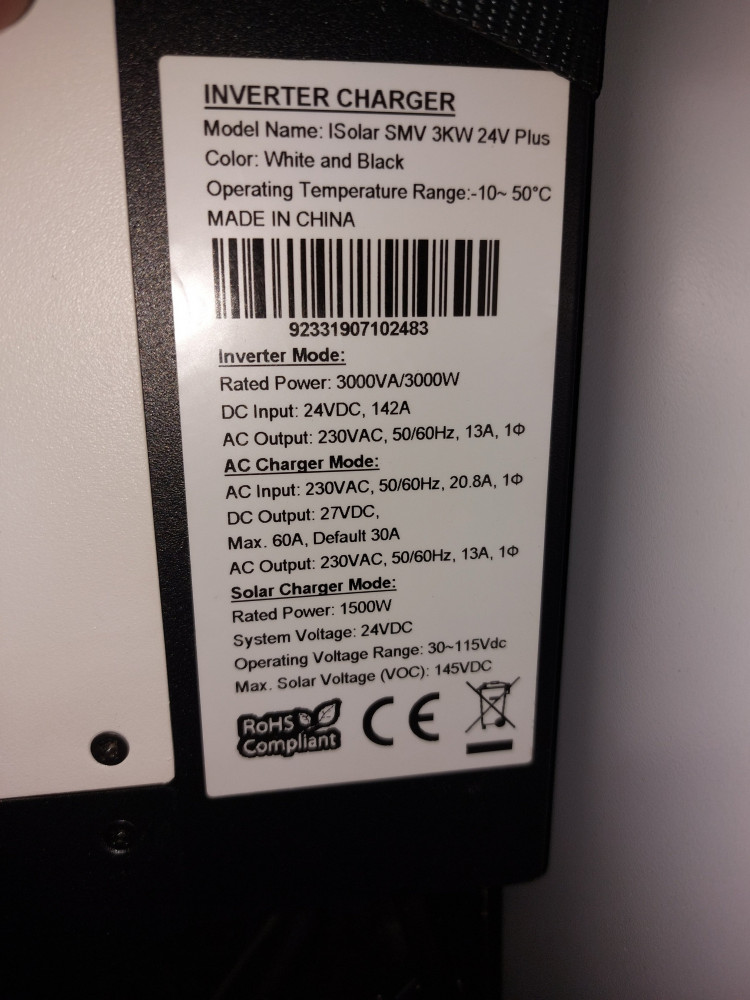 INVERTER CHARGER
Model Name: ISolar SMV 3KW 24V Plus
Color: White and Black
Operating Temperature Range:-10~ 50°C
MADE IN CHINA
92331907102483
Inverter Mode:
Rated Power: 3000VA/3000W
DC Input: 24VDC, 142A
AC Output: 230VAC, 50/60Hz, 13A, 1Φ
AC Charger Mode:
AC Input: 230VAC, 50/60Hz, 20.8A, 1Φ
DC Output: 27VDC,
Max. 60A, Default 30A
AC Output: 230VAC, 50/60Hz, 13A, 1Φ
Solar Charger Mode:
Rated Power: 1500W
System Voltage: 24VDC
Operating Voltage Range: 30~115Vdc
Max. Solar Voltage (VOC): 145VDC
RoHS
Compliant
CE